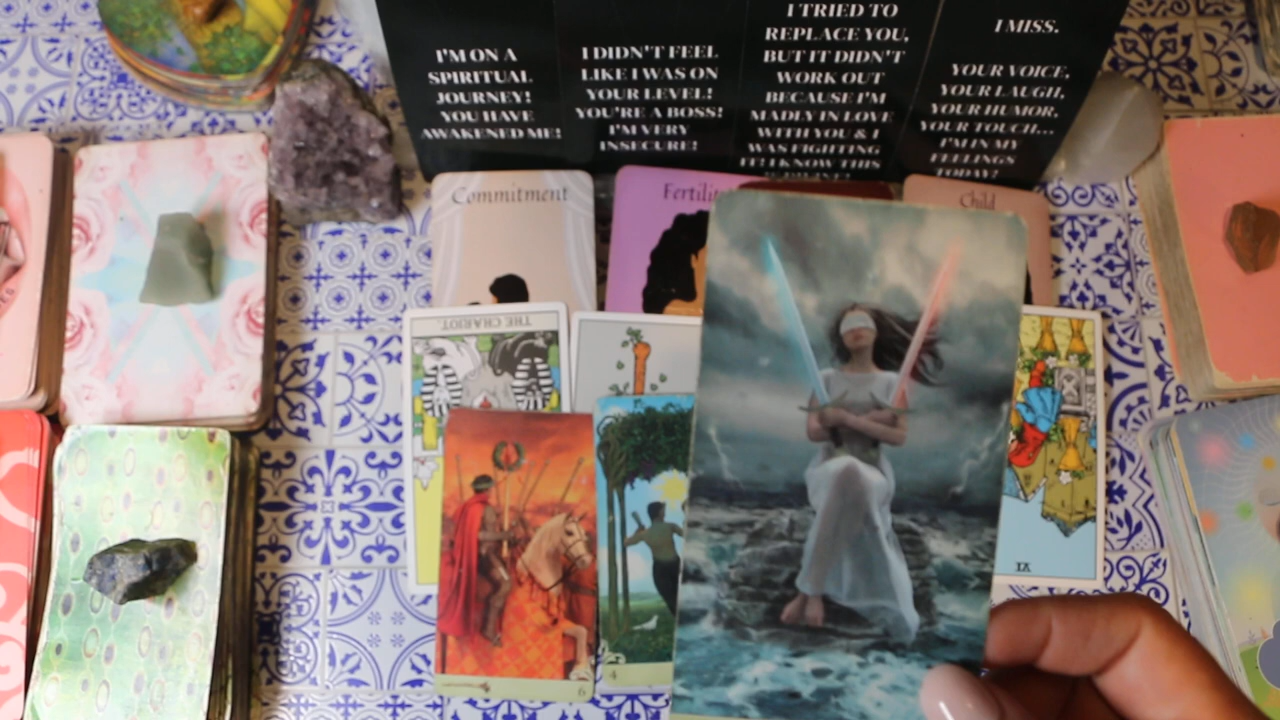 I'M ON A
SPIRITUAL
JOURNEY!
YOU HAVE
AWAKENED ME!
I DIDN'T FEEL
LIKE I WAS ON
YOUR LEVEL!
YOU'RE A BOSS!
I'M VERY
INSECURE!
I TRIED TO
REPLACE YOU,
BUT IT DIDN'T
WORK OUT
BECAUSE I'M
MADLY IN LOVE
WITH YOU & I
WAS FIGHTING
IT! I KNOW THIS
I MISS.
YOUR VOICE,
YOUR LAUGH,
YOUR HUMOR,
YOUR TOUCH...
I'M IN MY
FEELINGS
TODAY!
Commitment
Fertilit
Child
THE CHARIOT.
VI
6
4